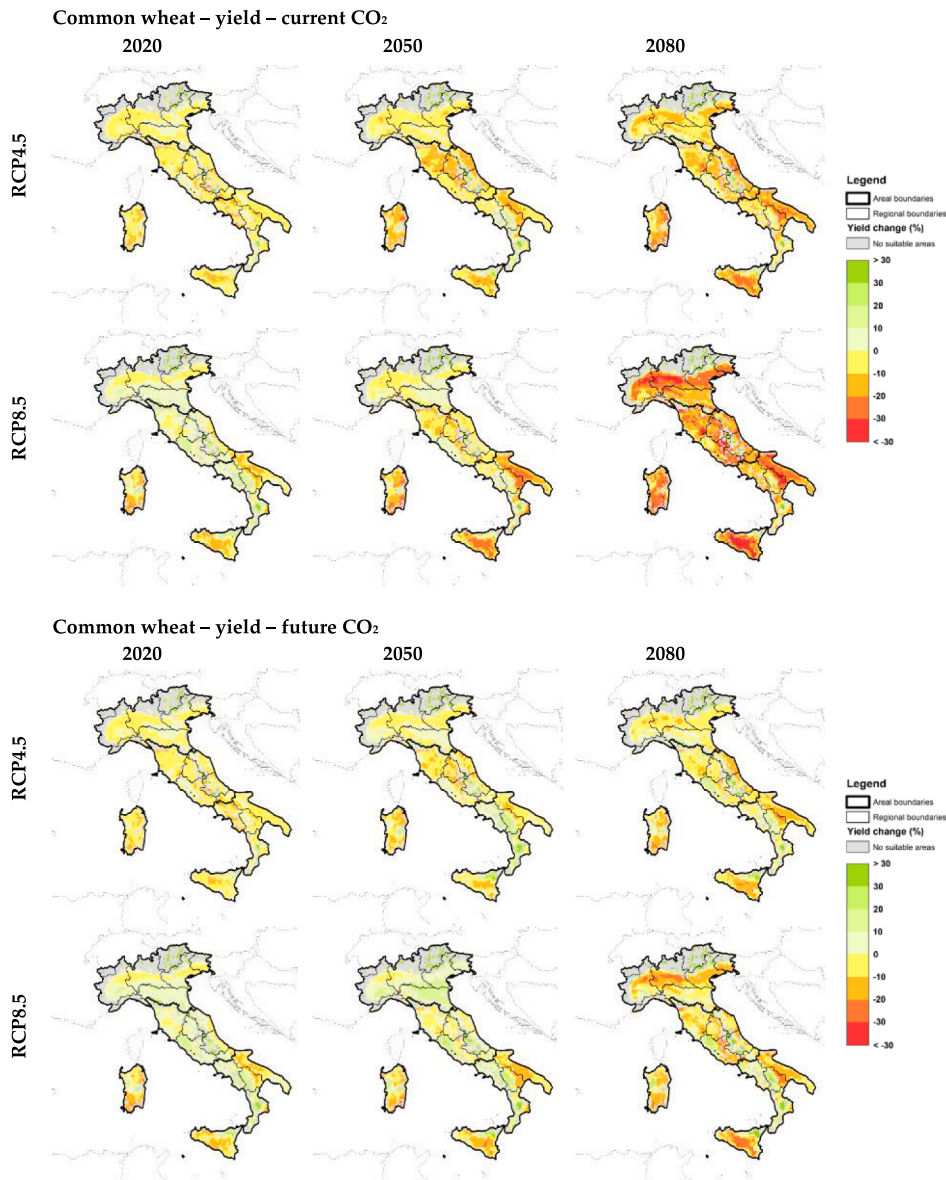 Common wheat – yield – current CO₂
2020 2050 2080
RCP4.5
Legend
Areal boundaries
Regional boundaries
Yield change (%)
No suitable areas
> 30
30
20
10
0
-10
-20
-30
< -30
RCP8.5
Common wheat – yield – future CO₂
2020 2050 2080
RCP4.5
Legend
Areal boundaries
Regional boundaries
Yield change (%)
No suitable areas
> 30
30
20
10
0
-10
-20
-30
< -30
RCP8.5